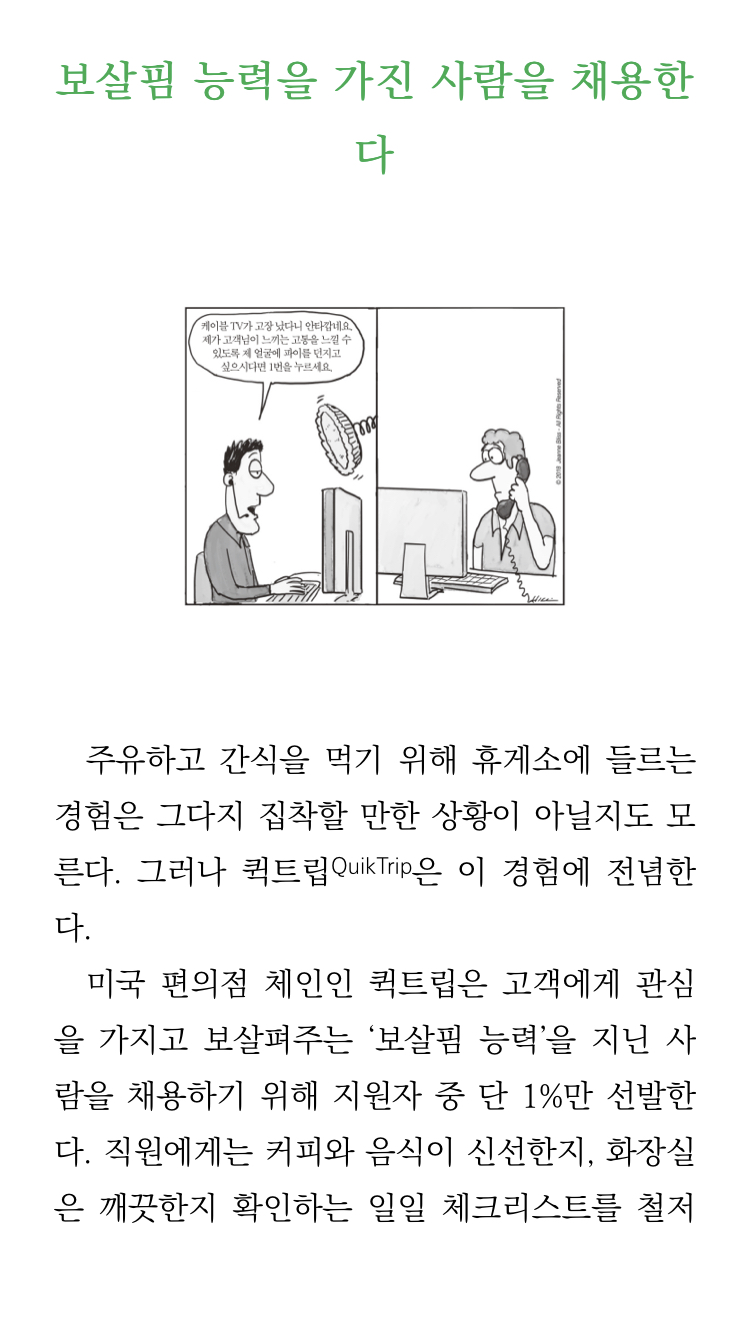 보살핌 능력을 가진 사람을 채용한
다
케이블 TV가 고장 났다니 안타깝네요.
제가 고객님이 느끼는 고통을 느낄 수
있도록 제 얼굴에 파이를 던지고
싶으시다면 1번을 누르세요.
© 2018 Jeanne Bliss - All Rights Reserved
주유하고 간식을 먹기 위해 휴게소에 들르는
경험은 그다지 집착할 만한 상황이 아닐지도 모
른다. 그러나 퀵트립QuikTrip은 이 경험에 전념한
다.
미국 편의점 체인인 퀵트립은 고객에게 관심
을 가지고 보살펴주는 ‘보살핌 능력’을 지닌 사
람을 채용하기 위해 지원자 중 단 1%만 선발한
다. 직원에게는 커피와 음식이 신선한지, 화장실
은 깨끗한지 확인하는 일일 체크리스트를 철저